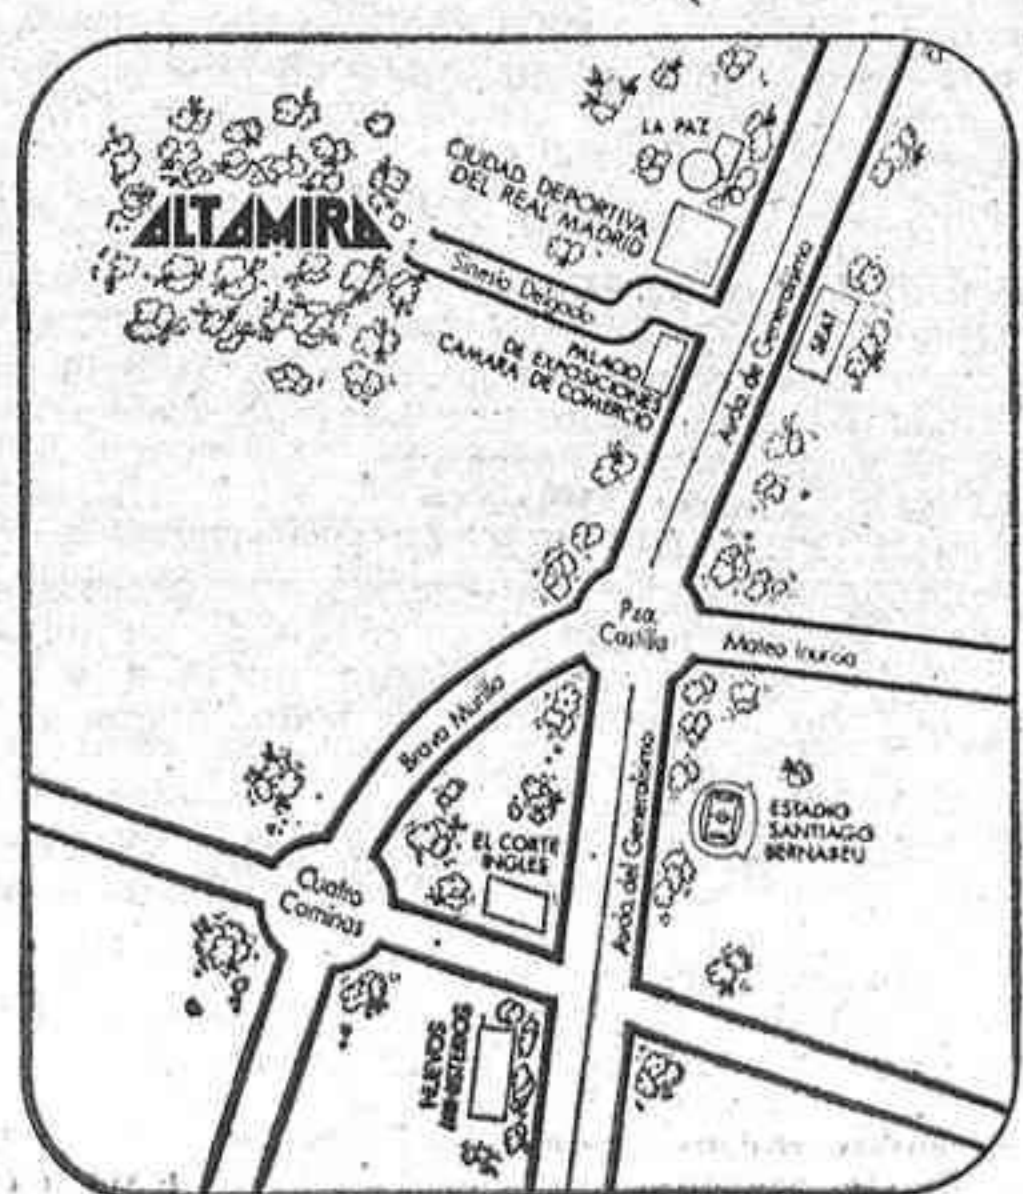 LA PAZ
CIUDAD DEPORTIVA
DEL REAL MADRID
ALTAMIRA
Sinesio Delgado
PALACIO
DE EXPOSICIONES
CAMARA DE COMERCIO
Avda de Generalísimo
SEAT
Pza.
Castilla
Mateo Inurria
Bravo Murillo
Avda del Generalísimo
ESTADIO
SANTIAGO
BERNABEU
EL CORTE
INGLES
Cuatro
Caminos
NUEVOS
MINISTERIOS